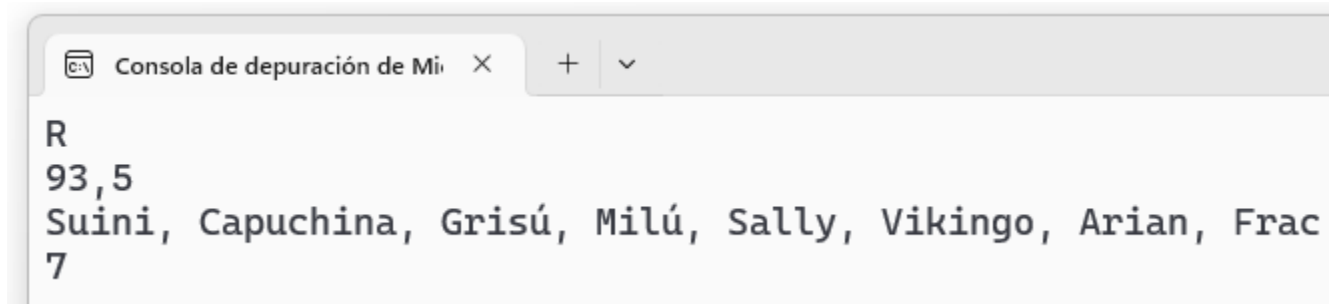 Consola de depuración de Mi
R
93,5
Suini, Capuchina, Grisú, Milú, Sally, Vikingo, Arian, Frac
7